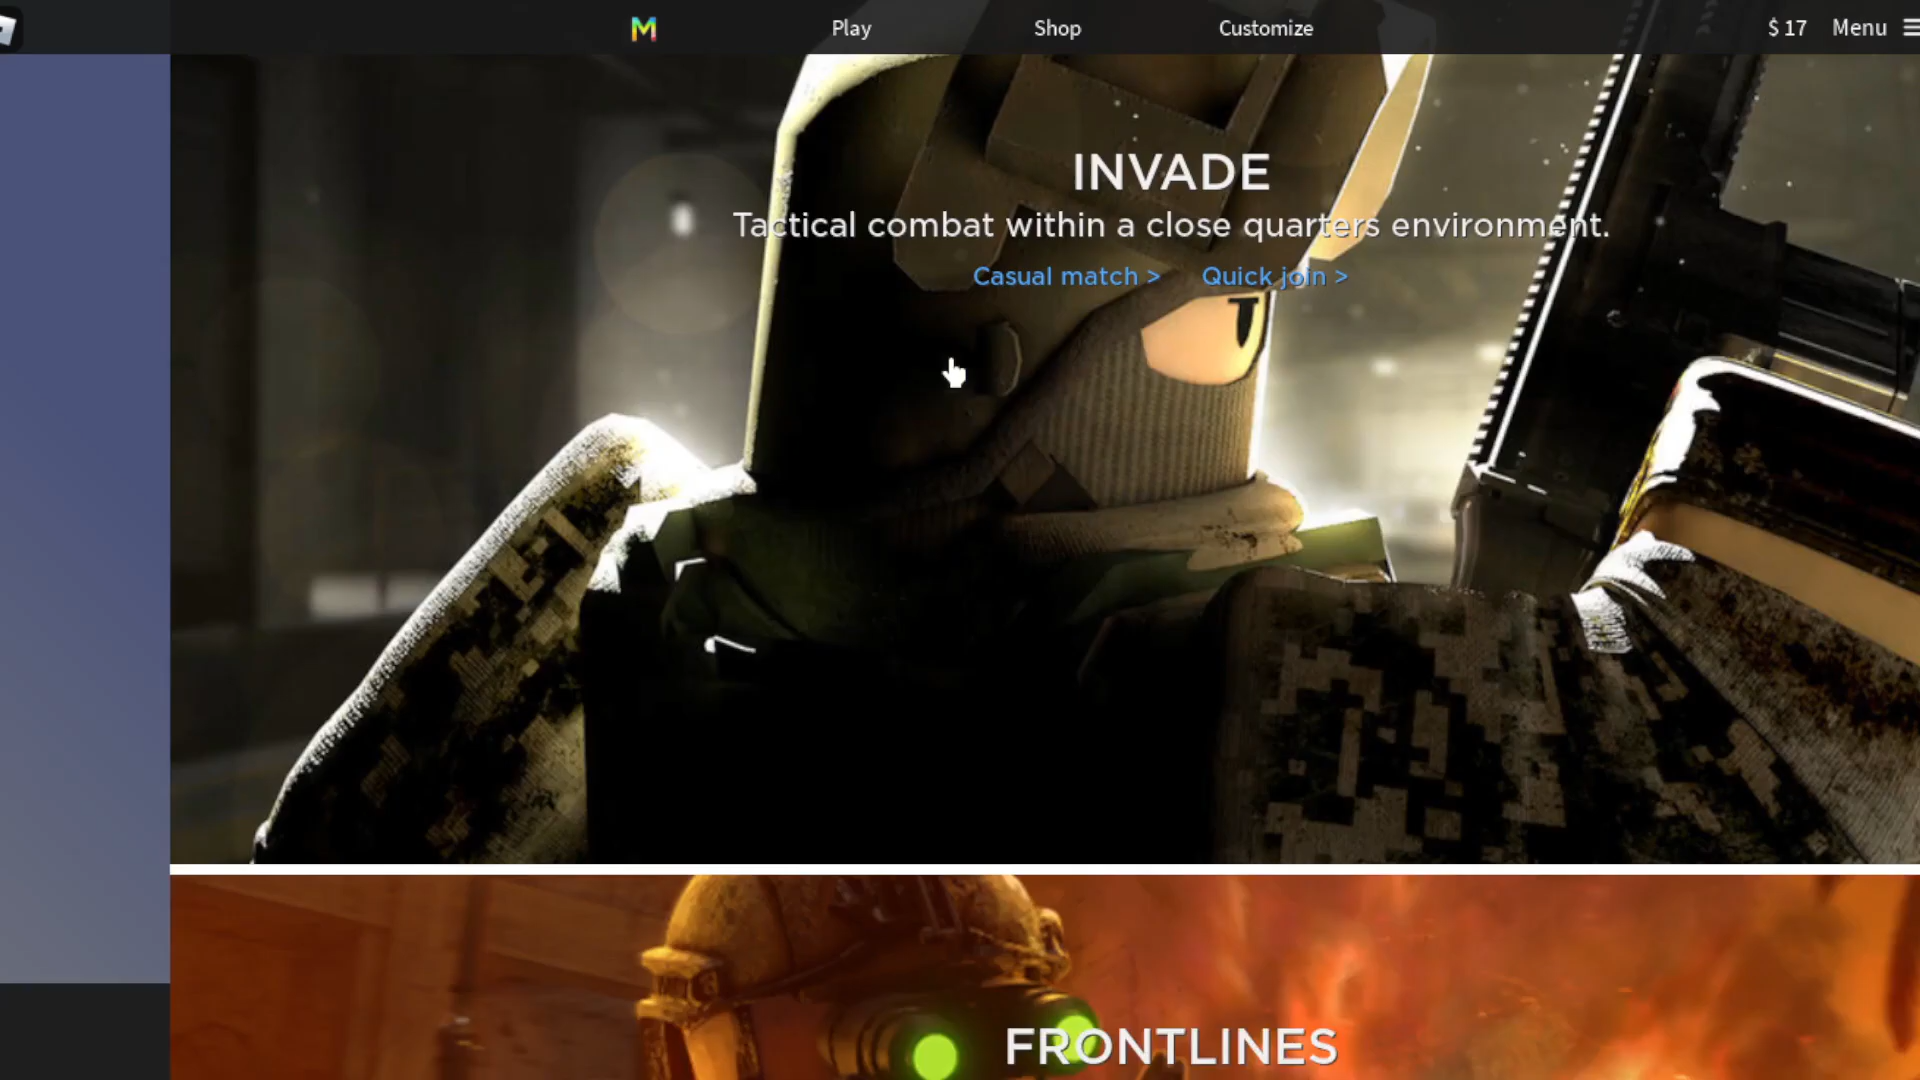 M Play Shop Customize $ 17 Menu
INVADE
Tactical combat within a close quarters environment.
Casual match > Quick join >
FRONTLINES